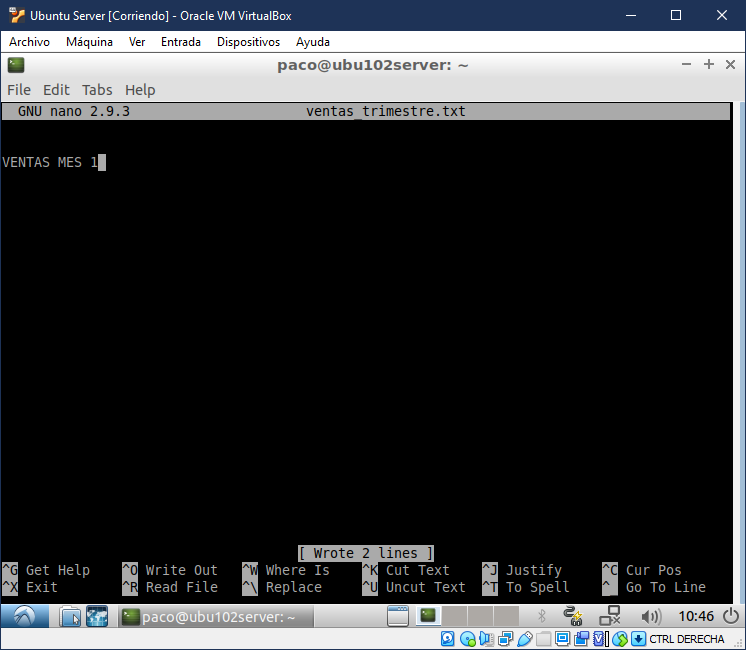 Ubuntu Server [Corriendo] - Oracle VM VirtualBox
Archivo Máquina Ver Entrada Dispositivos Ayuda
paco@ubu102server: ~
File Edit Tabs Help
GNU nano 2.9.3 ventas_trimestre.txt
VENTAS MES 1
[ Wrote 2 lines ]
^G Get Help ^O Write Out ^W Where Is ^K Cut Text ^J Justify ^C Cur Pos
^X Exit ^R Read File ^\ Replace ^U Uncut Text ^T To Spell ^_ Go To Line
paco@ubu102server: ~ 10:46
CTRL DERECHA